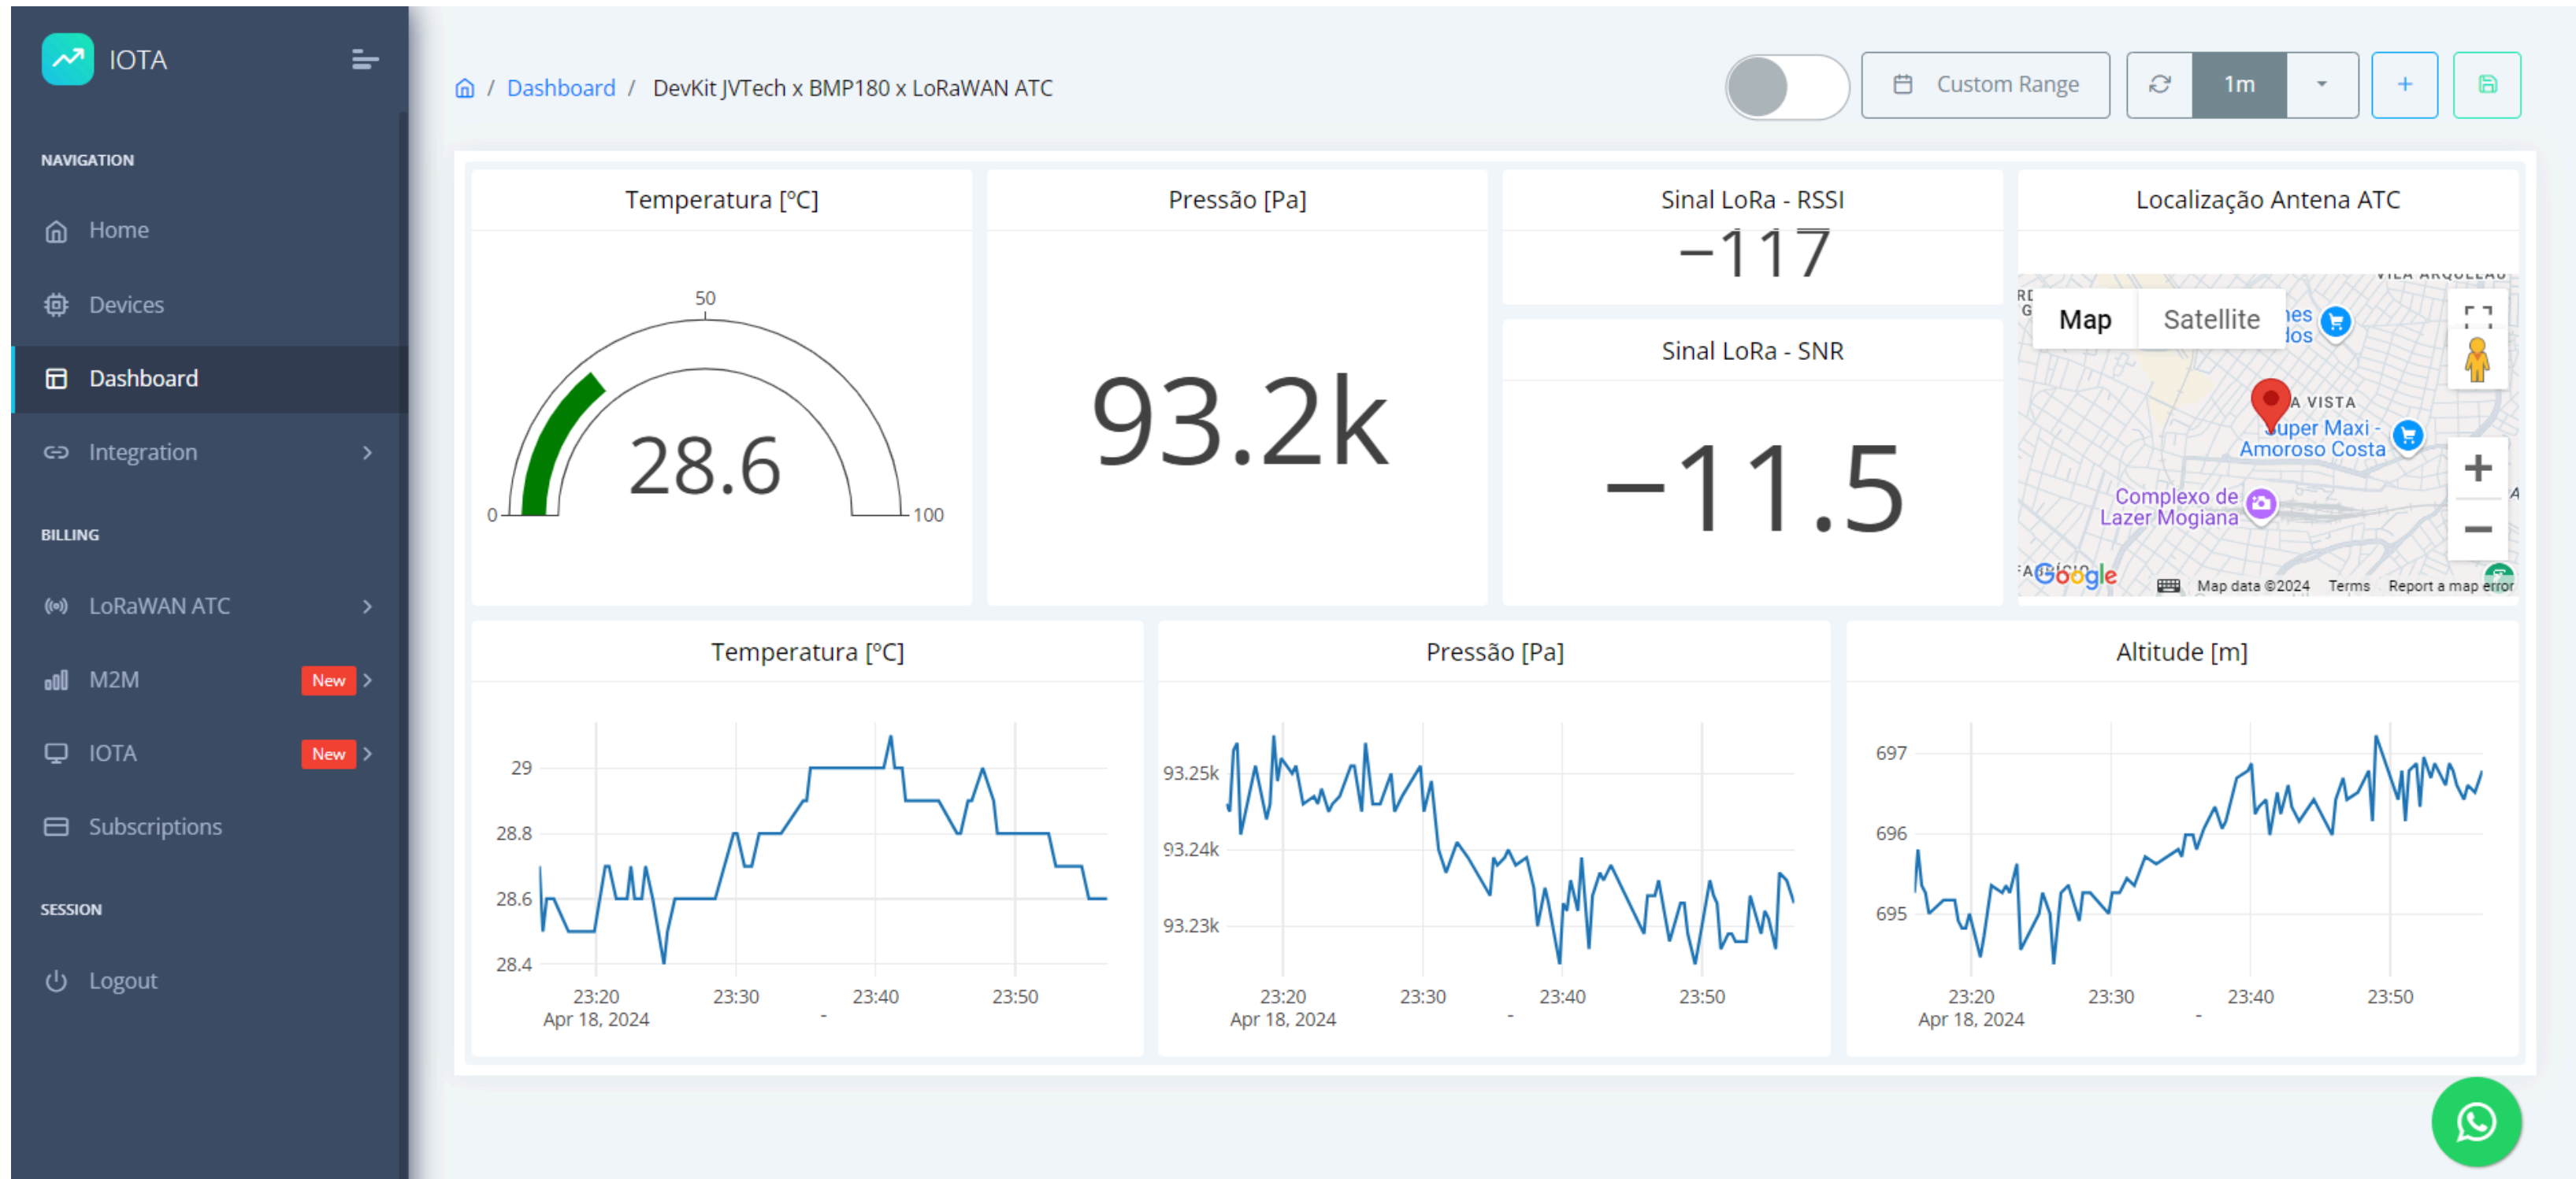 IOTA
NAVIGATION
Home
Devices
Dashboard
Integration
BILLING
LoRaWAN ATC
M2M New
IOTA New
Subscriptions
SESSION
Logout
/ Dashboard / DevKit JVTech x BMP180 x LoRaWAN ATC
Custom Range
1m
+
Temperatura [ºC]
50
0
100
28.6
Pressão [Pa]
93.2k
Sinal LoRa - RSSI
−117
Sinal LoRa - SNR
−11.5
Localização Antena ATC
Map
Satellite
A VISTA
Super Maxi -
Amoroso Costa
Complexo de
Lazer Mogiana
Google
Map data ©2024 Terms Report a map error
Temperatura [ºC]
29
28.8
28.6
28.4
23:20 23:30 23:40 23:50
Apr 18, 2024
-
Pressão [Pa]
93.25k
93.24k
93.23k
23:20 23:30 23:40 23:50
Apr 18, 2024
-
Altitude [m]
697
696
695
23:20 23:30 23:40 23:50
Apr 18, 2024
-